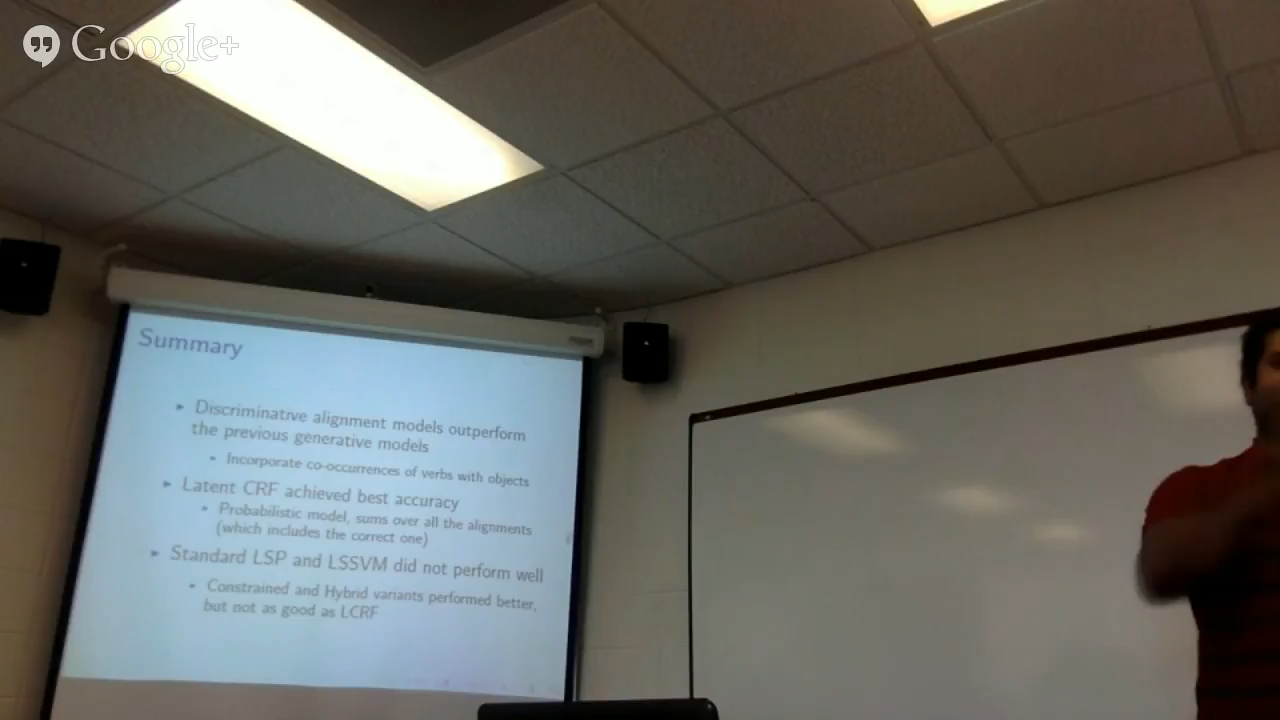 Google+
Summary
Discriminative alignment models outperform
the previous generative models
Incorporate co-occurrences of verbs with objects
Latent CRF achieved best accuracy
Probabilistic model, sums over all the alignments
(which includes the correct one)
Standard LSP and LSSVM did not perform well
Constrained and Hybrid variants performed better,
but not as good as LCRF